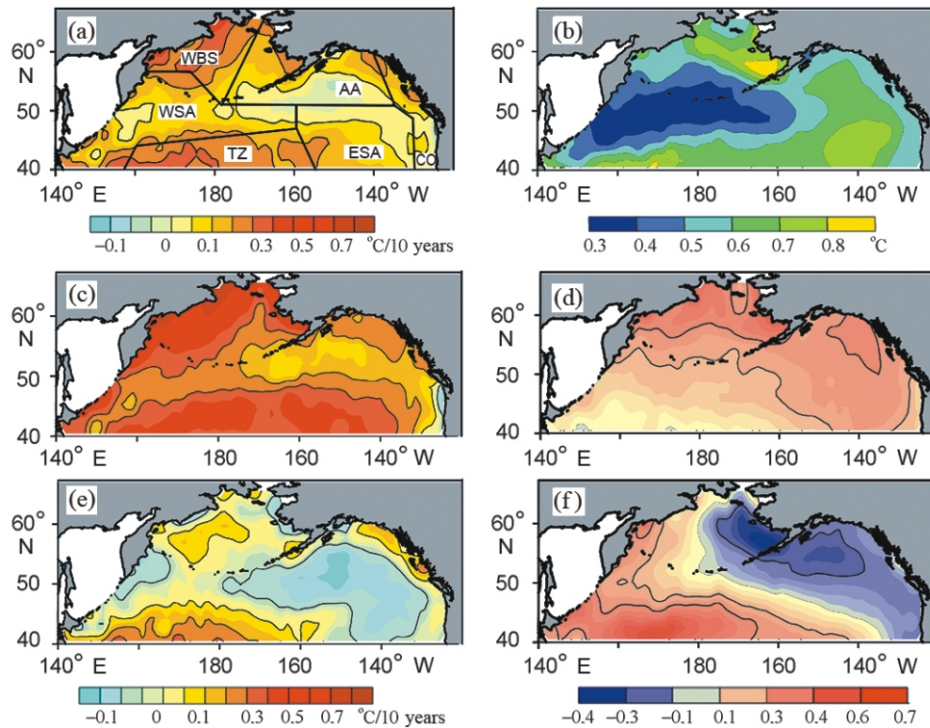 (a) (b)
60° 60°
N WBS N
AA
50 WSA 50
TZ ESA CO
40 40
140° E 180 160 140° W 140° E 180 160 140° W
−0.1 0 0.1 0.3 0.5 0.7 °C/10 years 0.3 0.4 0.5 0.6 0.7 0.8 °C
(c) (d)
60° 60°
N N
50 50
40 40
140° E 180 160 140° W 140° E 180 160 140° W
(e) (f)
60° 60°
N N
50 50
40 40
140° E 180 160 140° W 140° E 180 160 140° W
−0.1 0 0.1 0.3 0.5 0.7 °C/10 years −0.4 −0.3 −0.1 0.1 0.3 0.4 0.6 0.7